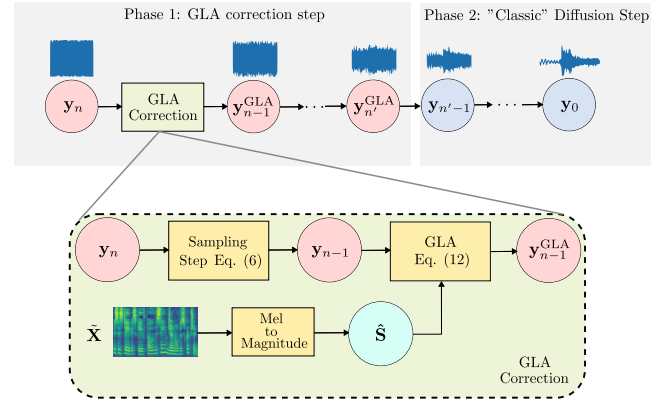 Phase 1: GLA correction step
Phase 2: "Classic" Diffusion Step
y_n
GLA
Correction
y_{n-1}^{GLA}
...
y_{n'}^{GLA}
y_{n'-1}
...
y_0
y_n
Sampling
Step Eq. (6)
y_{n-1}
GLA
Eq. (12)
y_{n-1}^{GLA}
X̃
Mel
to
Magnitude
Ŝ
GLA
Correction